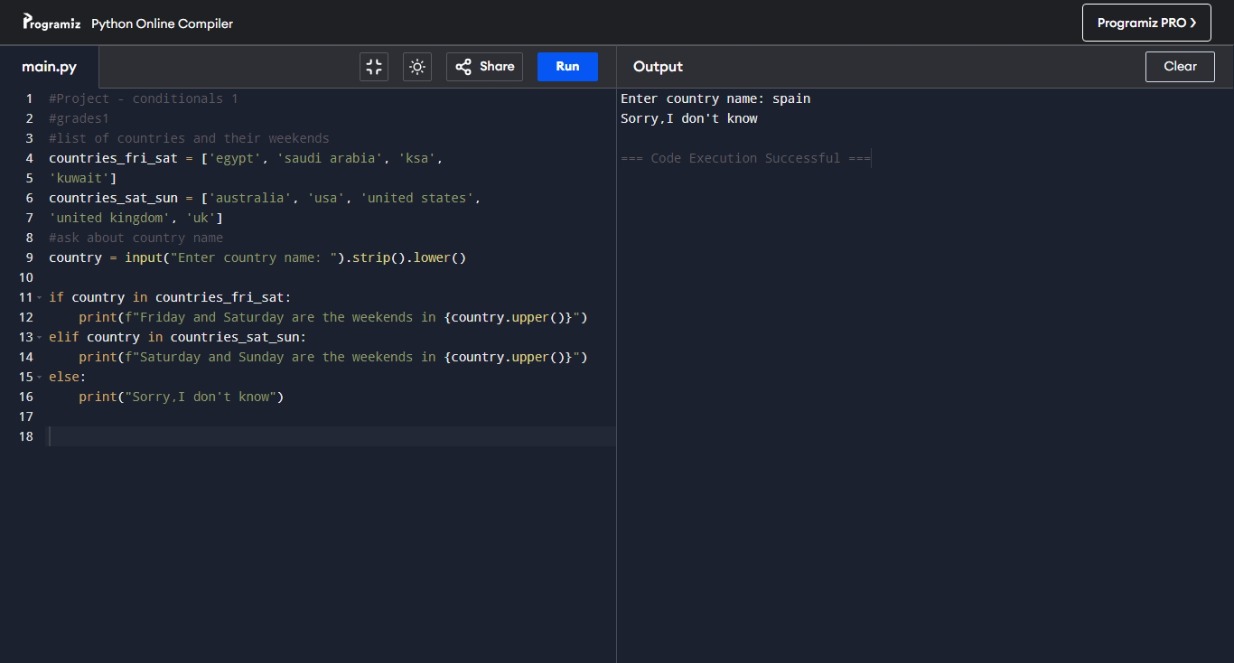 Programiz Python Online Compiler
Programiz PRO >
main.py
Share
Run
Output
Clear
1 #Project - conditionals 1
2 #grades1
3 #list of countries and their weekends
4 countries_fri_sat = ['egypt', 'saudi arabia', 'ksa',
5 'kuwait']
6 countries_sat_sun = ['australia', 'usa', 'united states',
7 'united kingdom', 'uk']
8 #ask about country name
9 country = input("Enter country name: ").strip().lower()
10
11 if country in countries_fri_sat:
12     print(f"Friday and Saturday are the weekends in {country.upper()}")
13 elif country in countries_sat_sun:
14     print(f"Saturday and Sunday are the weekends in {country.upper()}")
15 else:
16     print("Sorry,I don't know")
17
18
Enter country name: spain
Sorry,I don't know
=== Code Execution Successful ===